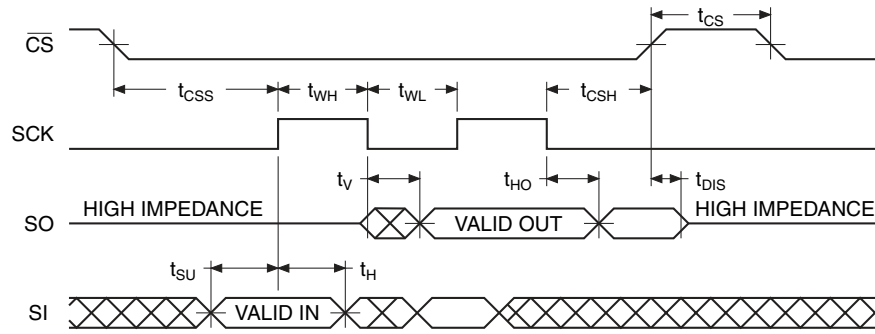 tCS
CS
tCSS tWH tWL tCSH
SCK
tV tHO tDIS
HIGH IMPEDANCE VALID OUT HIGH IMPEDANCE
SO
tSU tH
SI VALID IN